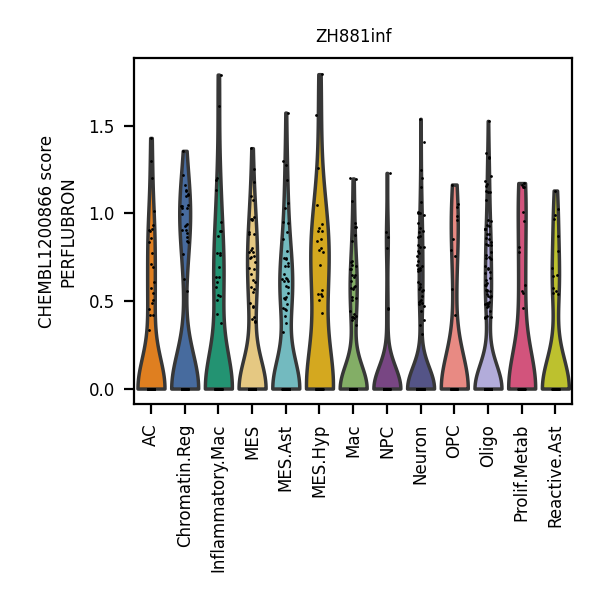 ZH881inf
CHEMBL1200866 score
PERFLUBRON
1.5
1.0
0.5
0.0
AC
Chromatin.Reg
Inflammatory.Mac
MES
MES.Ast
MES.Hyp
Mac
NPC
Neuron
OPC
Oligo
Prolif.Metab
Reactive.Ast